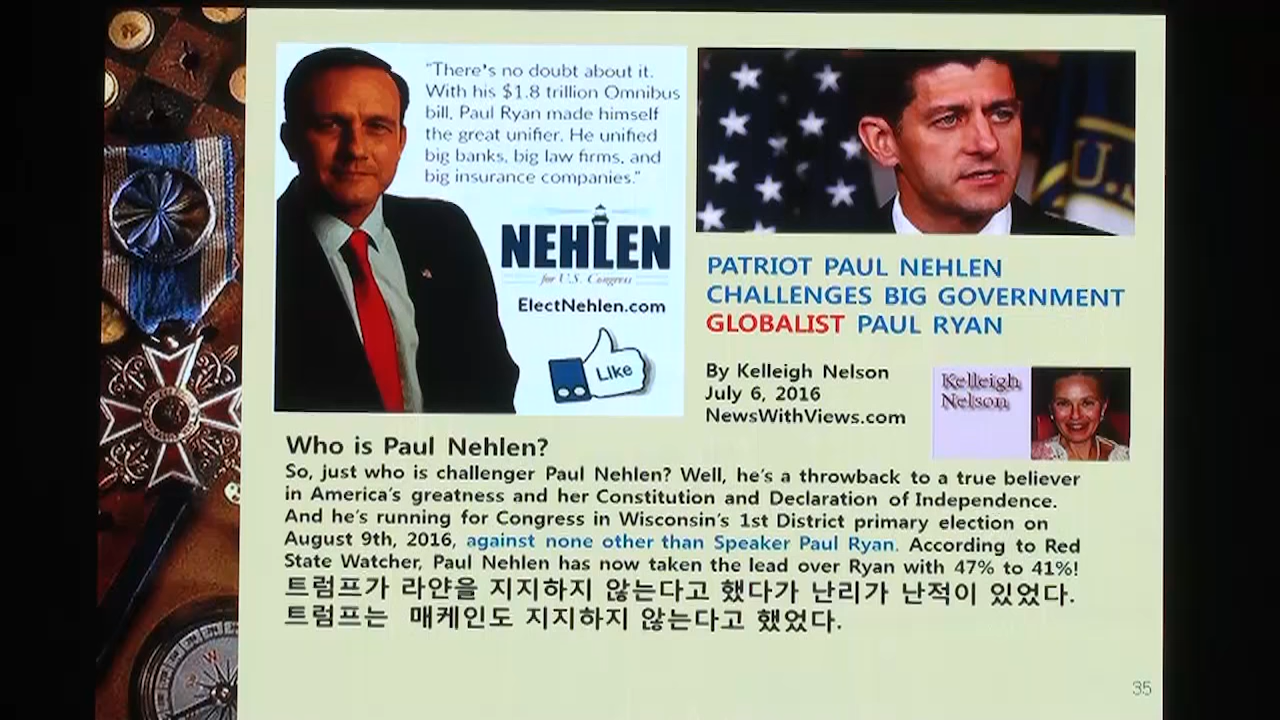 "There's no doubt about it.
With his $1.8 trillion Omnibus
bill, Paul Ryan made himself
the great unifier. He unified
big banks, big law firms, and
big insurance companies."
NEHLEN
for U.S. Congress
ElectNehlen.com
Like
U.S.
PATRIOT PAUL NEHLEN
CHALLENGES BIG GOVERNMENT
GLOBALIST PAUL RYAN
By Kelleigh Nelson
July 6, 2016
NewsWithViews.com
Kelleigh
Nelson
Who is Paul Nehlen?
So, just who is challenger Paul Nehlen? Well, he's a throwback to a true believer
in America's greatness and her Constitution and Declaration of Independence.
And he's running for Congress in Wisconsin's 1st District primary election on
August 9th, 2016, against none other than Speaker Paul Ryan. According to Red
State Watcher, Paul Nehlen has now taken the lead over Ryan with 47% to 41%!
트럼프가 라얀을 지지하지 않는다고 했다가 난리가 난적이 있었다.
트럼프는 매케인도 지지하지 않는다고 했었다.
W
35